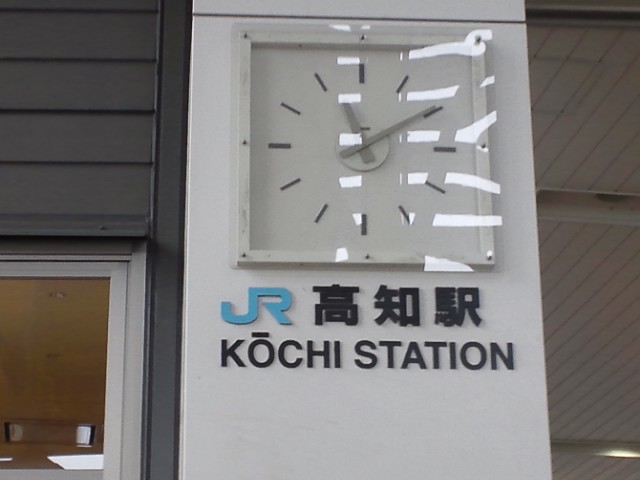 JR 高知駅
KŌCHI STATION